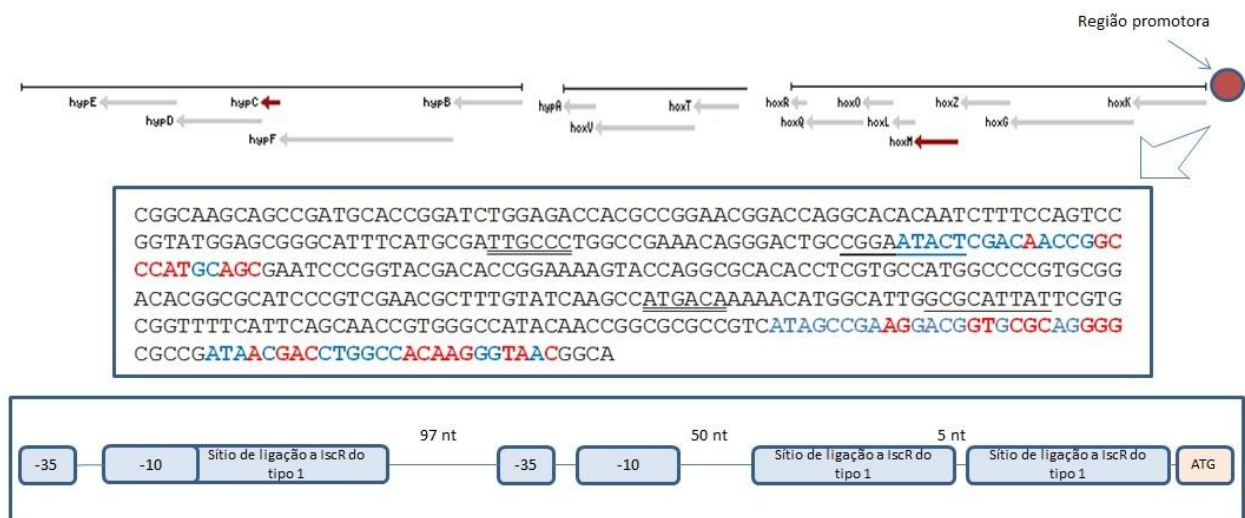 Região promotora
hypE hypC hypB hypA hoxT hoxR hoxO hoxZ hoxK
hypD hoxV hoxQ hoxL hoxG
hypF hoxM
CGGCAAGCAGCCGATGCACCGGATCTGGAGACCACGCCGGAACGGACCAGGCACACAATCTTTCCAGTCC
GGTATGGAGCGGGCATTTCATGCGATTGCCCTGGCCGAAACAGGGACTGCCGGAATACTCGACAACCGGC
CCATGCAGCGAATCCCGGTACGACACCGGAAAAGTACCAGGCGCACACCTCGTGCCATGGCCCCGTGCGG
ACACGGCGCATCCCGTCGAACGCTTTGTATCAAGCCATGACAAAAACATGGCATTGGCGCATTATTCGTG
CGGTTTTCATTCAGCAACCGTGGGCCATACAACCGGCGCGCCGTCATAGCCGAAGGACGGTGCGCAGGGG
CGCCGATAACGACCTGGCCACAAGGGTAACGGCA
97 nt 50 nt 5 nt
-35 -10 Sítio de ligação a IscR do tipo 1 -35 -10 Sítio de ligação a IscR do tipo 1 Sítio de ligação a IscR do tipo 1 ATG